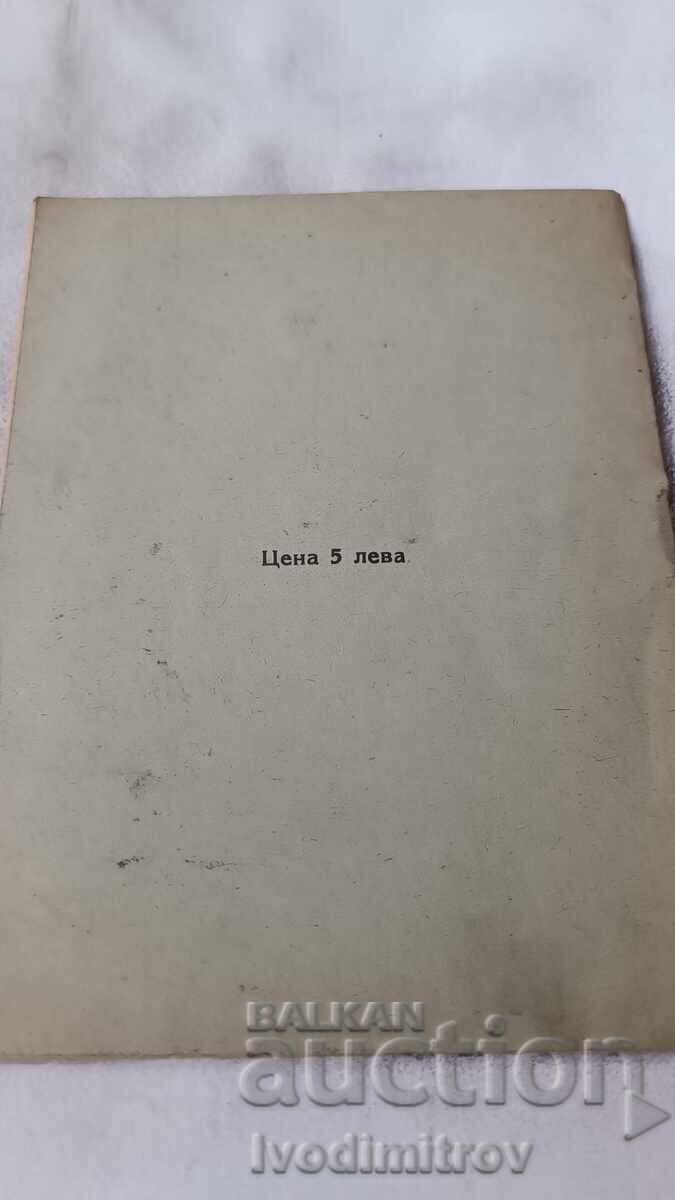 Цена 5 лева
BALKAN
auction
Ivodimitrov